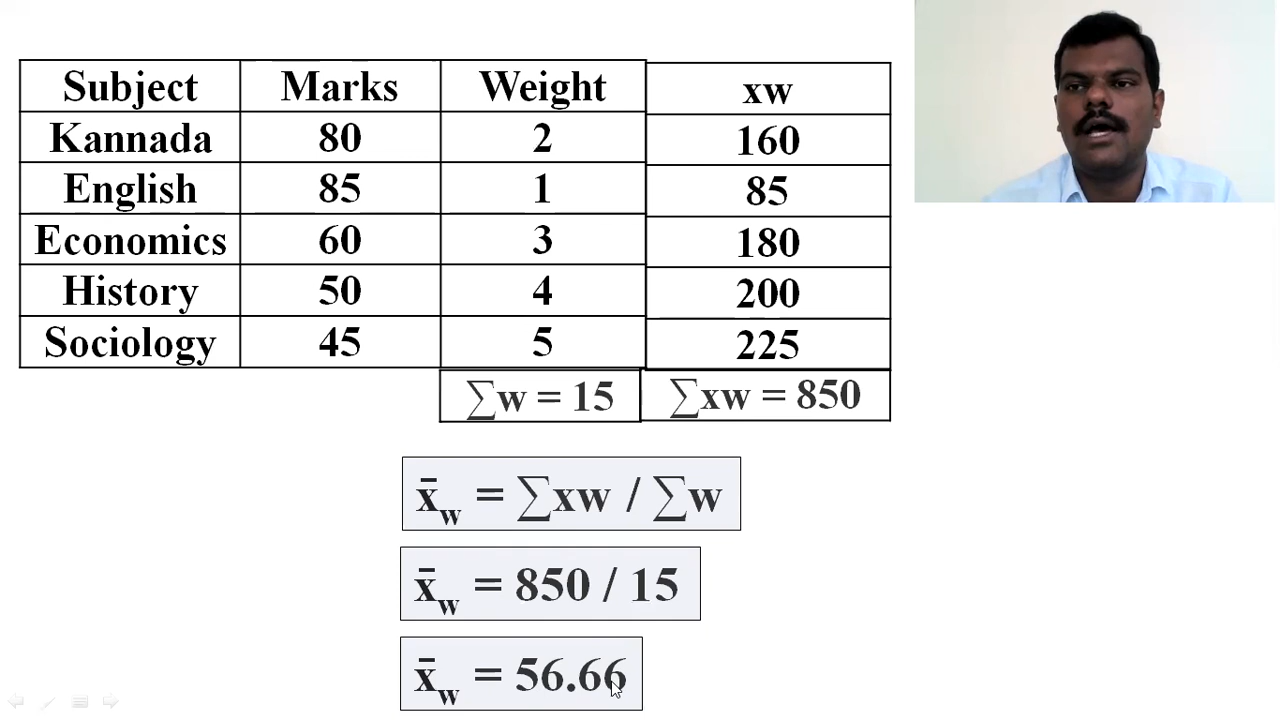 Subject Marks Weight xw
Kannada 80 2 160
English 85 1 85
Economics 60 3 180
History 50 4 200
Sociology 45 5 225
∑w = 15 ∑xw = 850
x̄w = ∑xw / ∑w
x̄w = 850 / 15
x̄w = 56.66